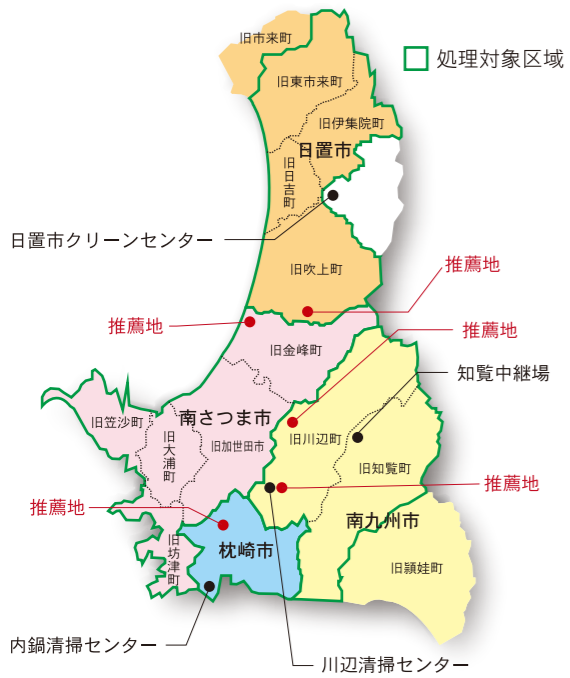 旧市来町
処理対象区域
旧東市来町
旧伊集院町
日置市
旧日吉町
日置市クリーンセンター
旧吹上町
推薦地
推薦地
推薦地
旧金峰町
知覧中継場
旧笠沙町
南さつま市
旧大浦町
旧加世田市
旧川辺町
旧知覧町
推薦地
推薦地
南九州市
枕崎市
旧坊津町
旧頴娃町
内鍋清掃センター
川辺清掃センター